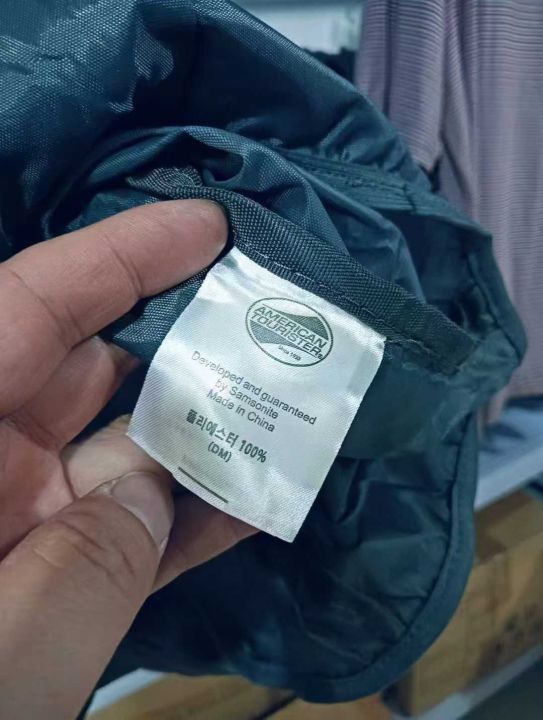 AMERICAN
TOURISTER®
Since 1933
Developed and guaranteed
by Samsonite
Made in China
폴리에스터 100%
(DM)